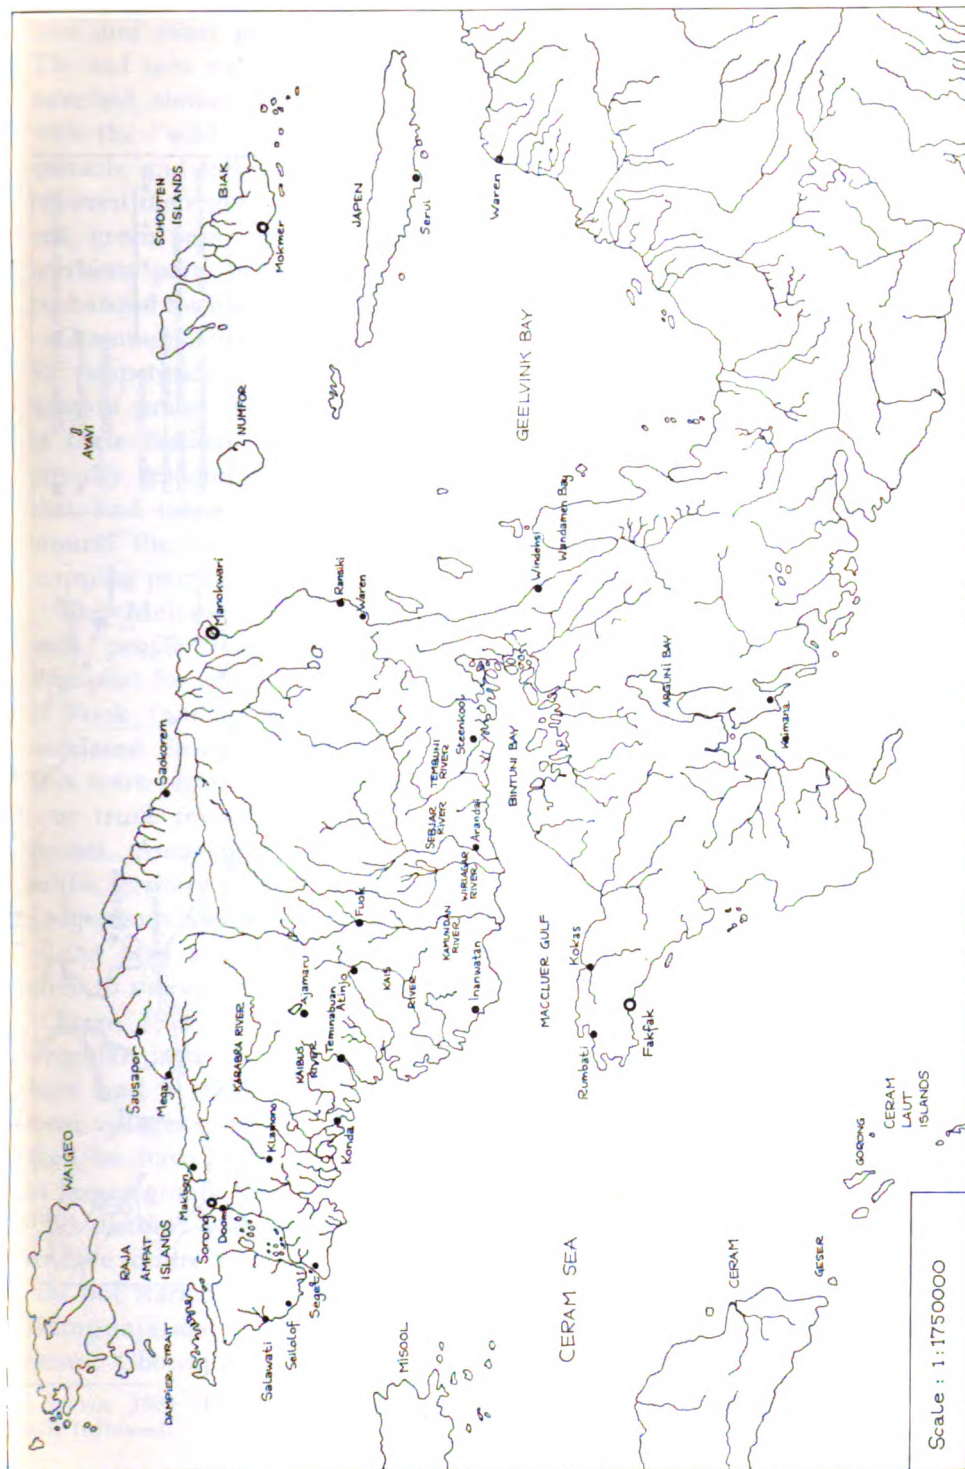 WAIGEO
RAJA
AMPAT
ISLANDS
DAMPIER STRAIT
Sausapor
Mega
Makbon
Sorong
Doom
Salawati
Seilolof
Seget
Klamono
Konda
KARABRA RIVER
KAIBUS
RIVER
Teminabuan
Ajamaru
Atinjo
Fuok
KAIS
RIVER
KAMUNDAN
RIVER
Inanwatan
WIRIAGAR
RIVER
SEBJAR
RIVER
Arandai
TEMBUNI
RIVER
Steenkool
Saokorem
Manokwari
Ransiki
Waren
AYAVI
NUMFOR
SCHOUTEN
ISLANDS
BIAK
Mokmer
JAPEN
Serui
Waren
GEELVINK BAY
Windehsi
Wandamen Bay
BINTUNI BAY
MACCLUER GULF
ARGUNI BAY
Kaimana
Kokas
Rumbati
Fakfak
MISOOL
CERAM SEA
CERAM
GESER
GORONG
CERAM
LAUT
ISLANDS
Scale : 1:1750000